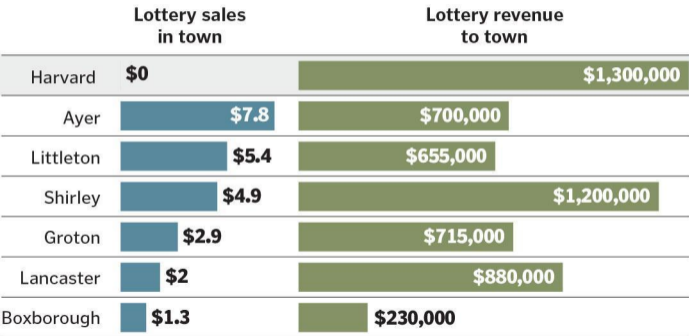 Lottery sales
in town
Lottery revenue
to town
Harvard $0 $1,300,000
Ayer $7.8 $700,000
Littleton $5.4 $655,000
Shirley $4.9 $1,200,000
Groton $2.9 $715,000
Lancaster $2 $880,000
Boxborough $1.3 $230,000